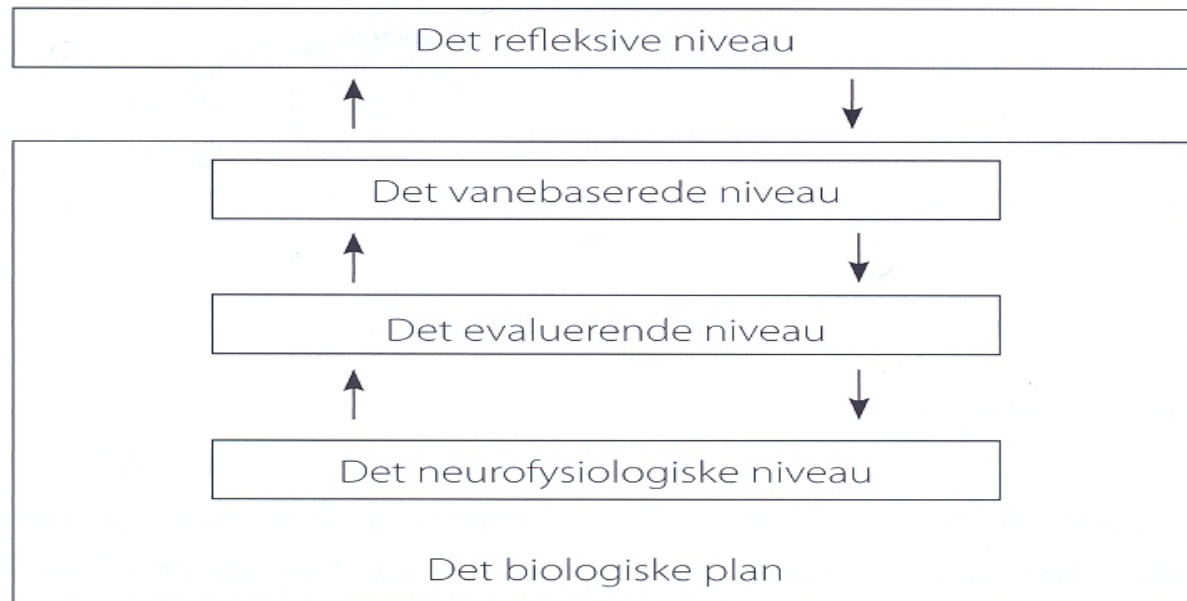 Det refleksive niveau
Det vanebaserede niveau
Det evaluerende niveau
Det neurofysiologiske niveau
Det biologiske plan